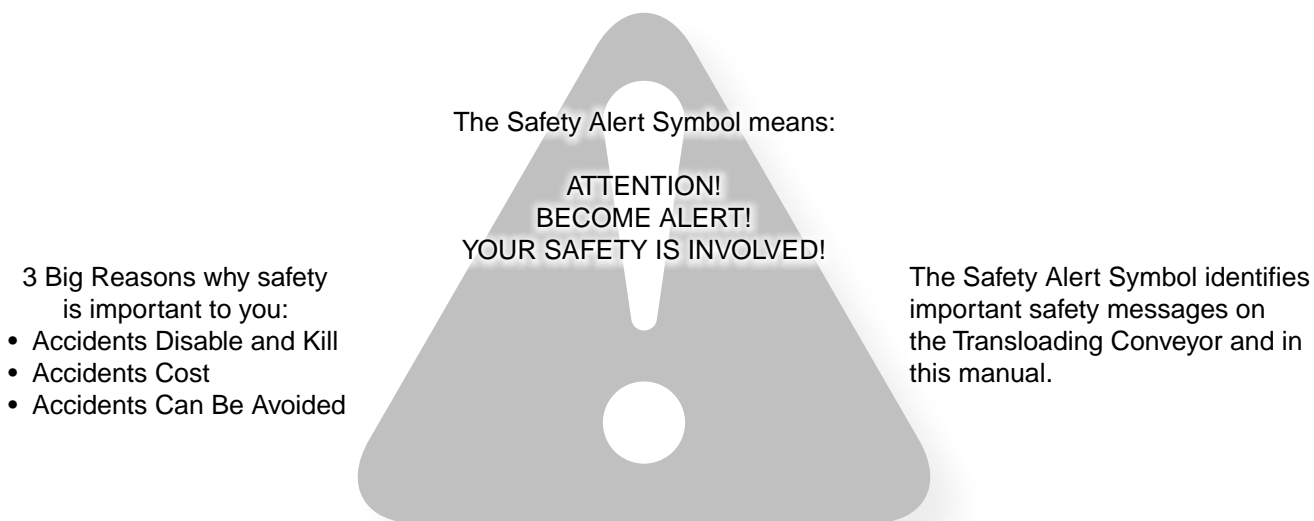 The Safety Alert Symbol means:
ATTENTION!
BECOME ALERT!
YOUR SAFETY IS INVOLVED!
3 Big Reasons why safety
is important to you:
• Accidents Disable and Kill
• Accidents Cost
• Accidents Can Be Avoided
The Safety Alert Symbol identifies
important safety messages on
the Transloading Conveyor and in
this manual.